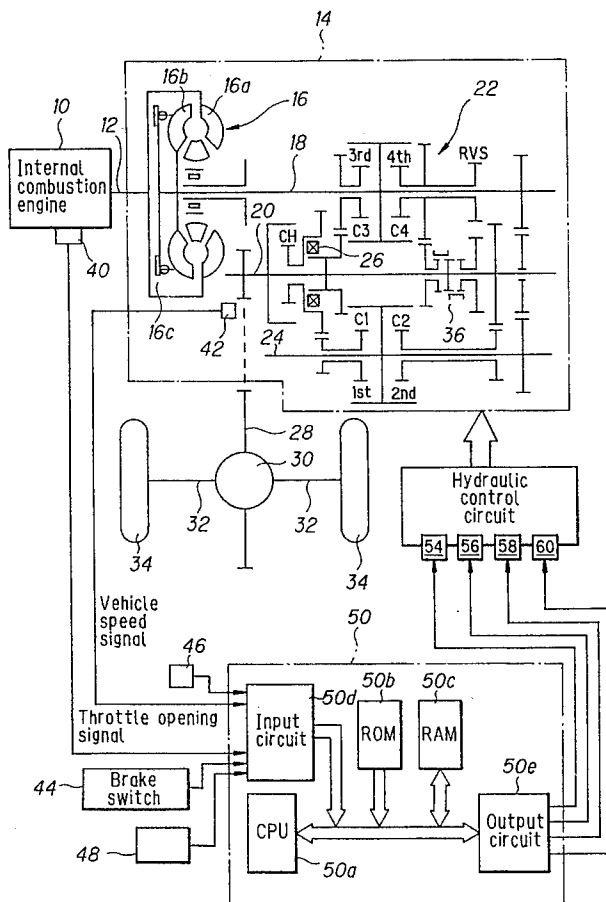 14
16b
16a
16
22
10
12
Internal
combustion
engine
18
3rd
4th
RVS
C3
C4
20
CH
26
40
16c
42
36
24
C1
C2
1st
2nd
28
30
32
32
34
34
Hydraulic
control
circuit
54
56
58
60
Vehicle
speed
signal
46
50
50d
50b
50c
Throttle opening
signal
Input
circuit
ROM
RAM
50e
44
Brake
switch
CPU
Output
circuit
48
50a